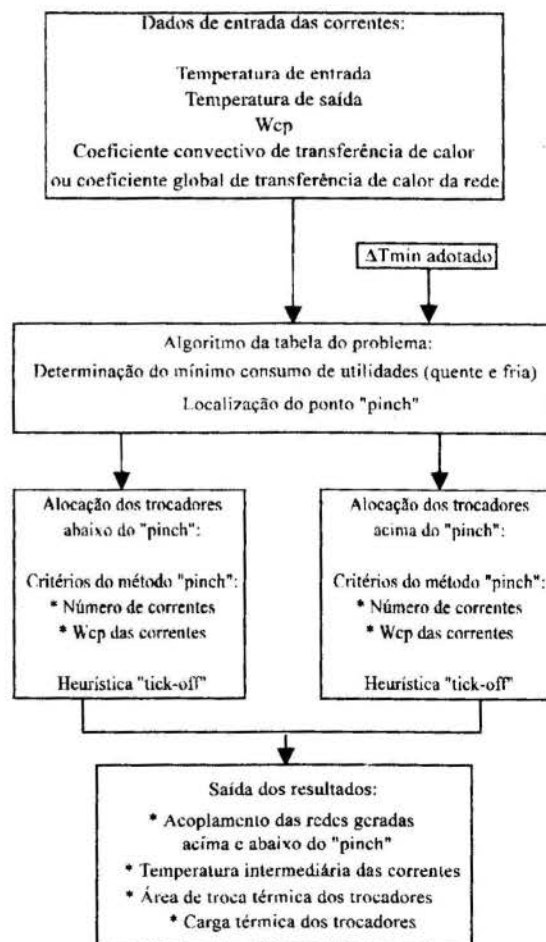 Dados de entrada das correntes:
Temperatura de entrada
Temperatura de saída
Wcp
Coeficiente convectivo de transferência de calor
ou coeficiente global de transferência de calor da rede
ΔTmin adotado
Algoritmo da tabela do problema:
Determinação do mínimo consumo de utilidades (quente e fria)
Localização do ponto "pinch"
Alocação dos trocadores
abaixo do "pinch":
Critérios do método "pinch":
* Número de correntes
* Wcp das correntes
Heurística "tick-off"
Alocação dos trocadores
acima do "pinch":
Critérios do método "pinch":
* Número de correntes
* Wcp das correntes
Heurística "tick-off"
Saída dos resultados:
* Acoplamento das redes geradas
acima e abaixo do "pinch"
* Temperatura intermediária das correntes
* Área de troca térmica dos trocadores
* Carga térmica dos trocadores